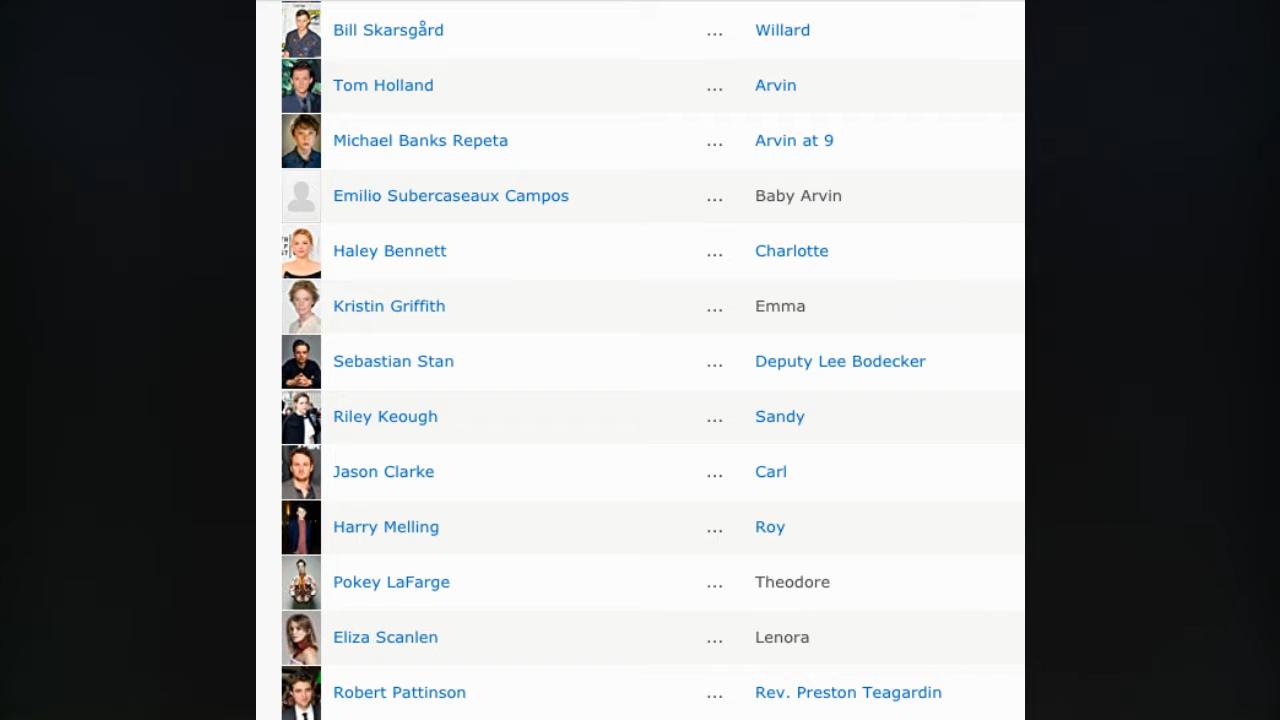 Bill Skarsgård ... Willard
Tom Holland ... Arvin
Michael Banks Repeta ... Arvin at 9
Emilio Subercaseaux Campos ... Baby Arvin
Haley Bennett ... Charlotte
Kristin Griffith ... Emma
Sebastian Stan ... Deputy Lee Bodecker
Riley Keough ... Sandy
Jason Clarke ... Carl
Harry Melling ... Roy
Pokey LaFarge ... Theodore
Eliza Scanlen ... Lenora
Robert Pattinson ... Rev. Preston Teagardin